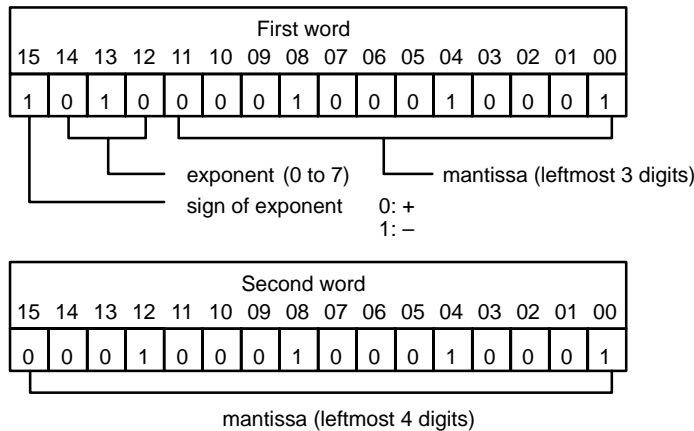 First word
15 14 13 12 11 10 09 08 07 06 05 04 03 02 01 00
1 0 1 0 0 0 0 1 0 0 0 1 0 0 0 1
exponent (0 to 7) mantissa (leftmost 3 digits)
sign of exponent 0: +
1: –
Second word
15 14 13 12 11 10 09 08 07 06 05 04 03 02 01 00
0 0 0 1 0 0 0 1 0 0 0 1 0 0 0 1
mantissa (leftmost 4 digits)